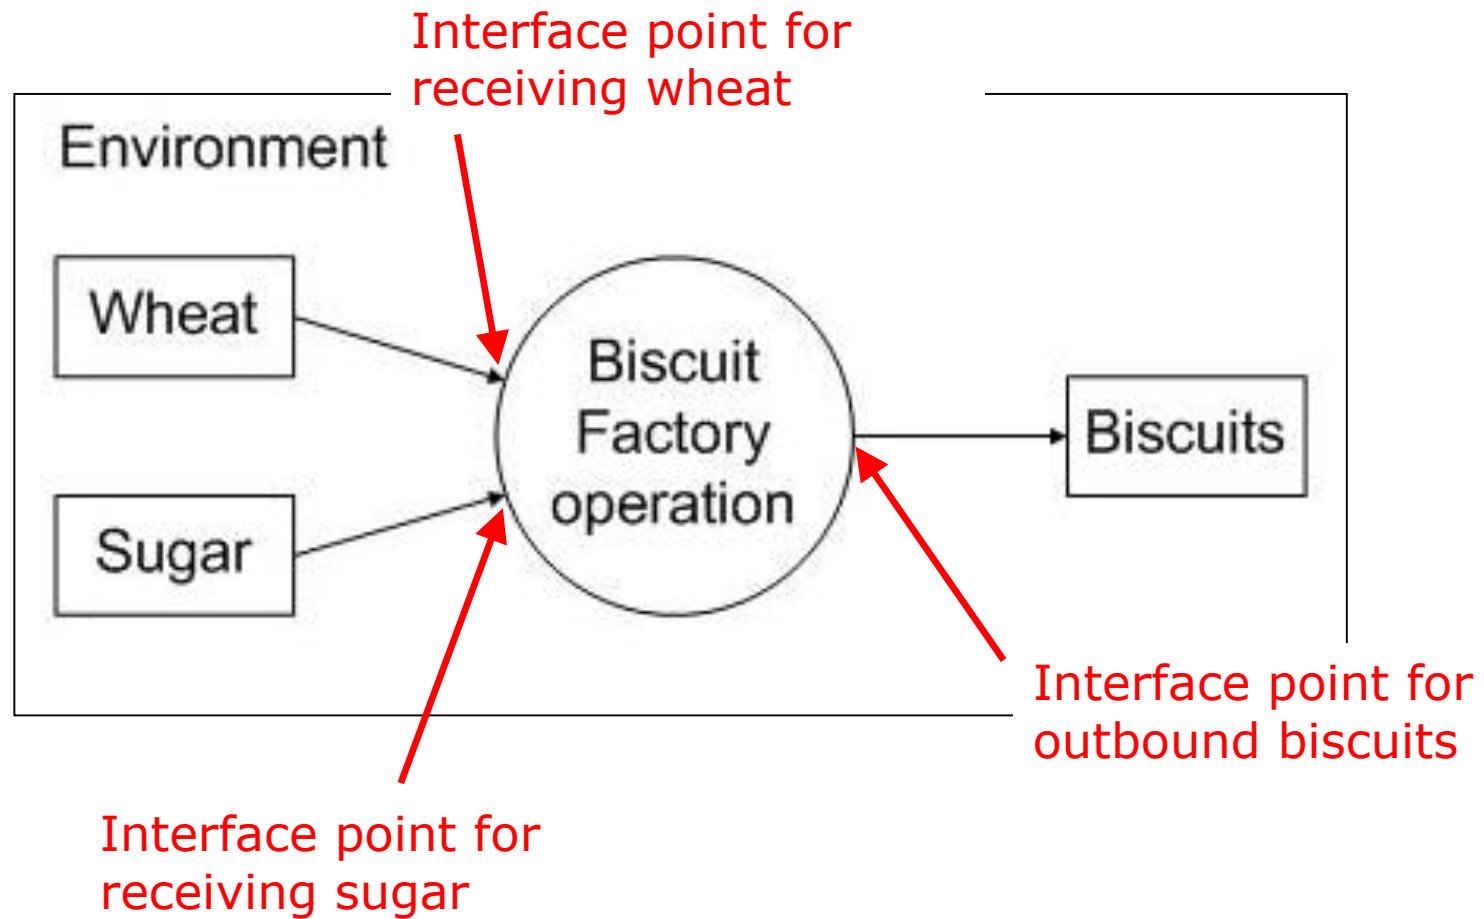 Interface point for
receiving wheat
Environment
Wheat
Biscuit
Factory
operation
Biscuits
Sugar
Interface point for
outbound biscuits
Interface point for
receiving sugar